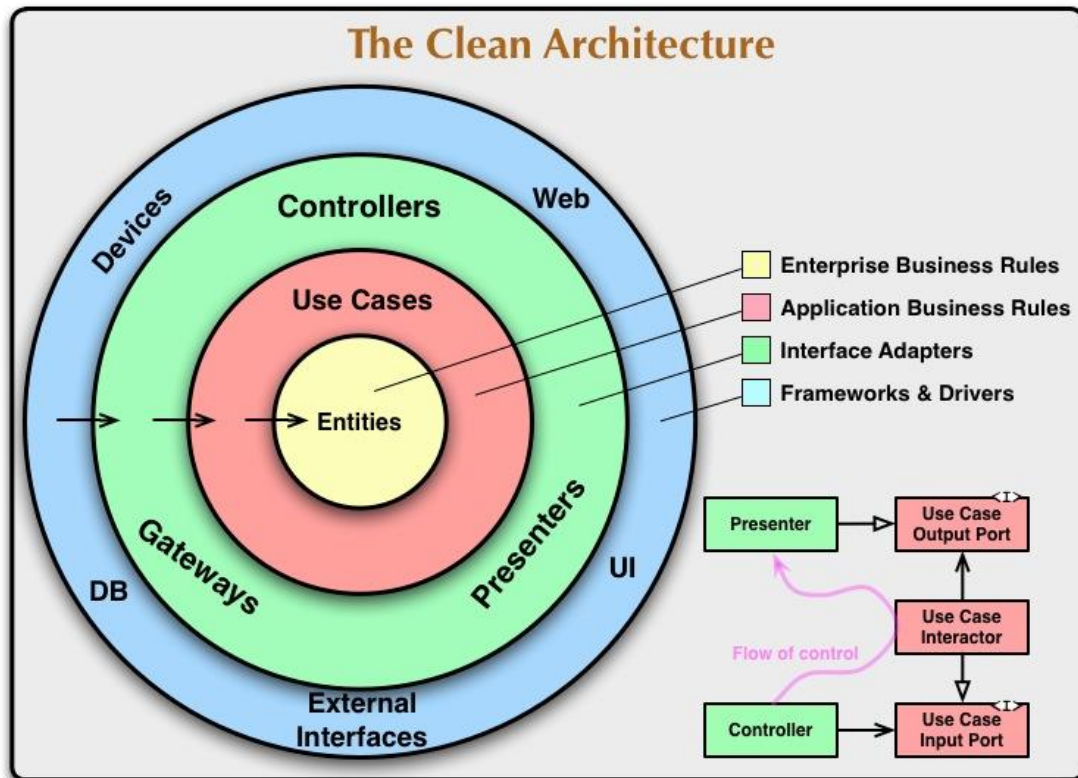 The Clean Architecture
Devices
Controllers
Web
Use Cases
Entities
Gateways
Presenters
DB
UI
External
Interfaces
Enterprise Business Rules
Application Business Rules
Interface Adapters
Frameworks & Drivers
Presenter
<I>
Use Case
Output Port
Use Case
Interactor
Flow of control
Controller
<I>
Use Case
Input Port